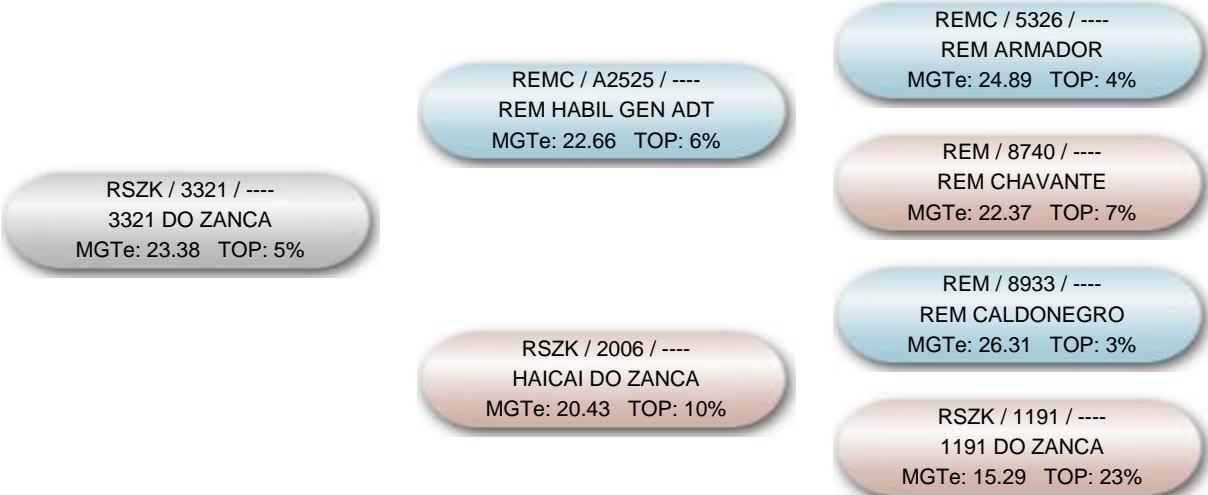 REMC / 5326 / ----
REM ARMADOR
MGTe: 24.89 TOP: 4%
REMC / A2525 / ----
REM HABIL GEN ADT
MGTe: 22.66 TOP: 6%
REM / 8740 / ----
REM CHAVANTE
MGTe: 22.37 TOP: 7%
RSZK / 3321 / ----
3321 DO ZANCA
MGTe: 23.38 TOP: 5%
REM / 8933 / ----
REM CALDONEGRO
MGTe: 26.31 TOP: 3%
RSZK / 2006 / ----
HAICAI DO ZANCA
MGTe: 20.43 TOP: 10%
RSZK / 1191 / ----
1191 DO ZANCA
MGTe: 15.29 TOP: 23%